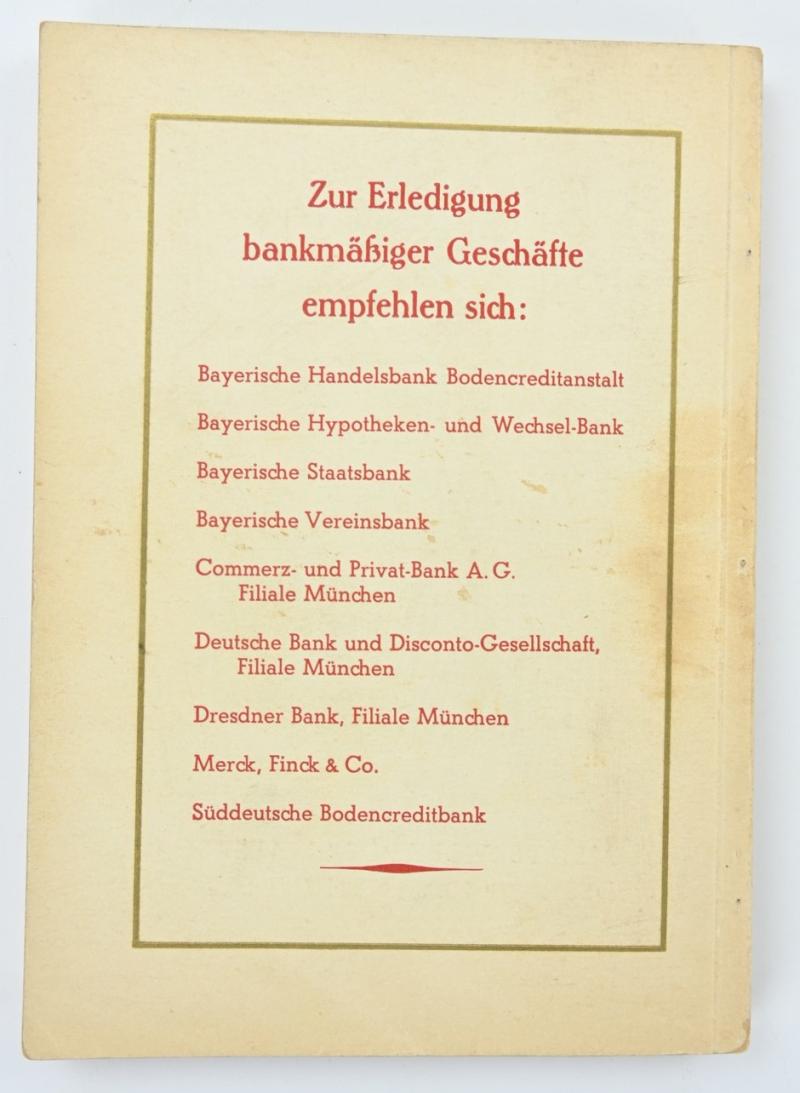 Zur Erledigung
bankmäßiger Geschäfte
empfehlen sich:
Bayerische Handelsbank Bodencreditanstalt
Bayerische Hypotheken- und Wechsel-Bank
Bayerische Staatsbank
Bayerische Vereinsbank
Commerz- und Privat-Bank A. G.
Filiale München
Deutsche Bank und Disconto-Gesellschaft,
Filiale München
Dresdner Bank, Filiale München
Merck, Finck & Co.
Süddeutsche Bodencreditbank